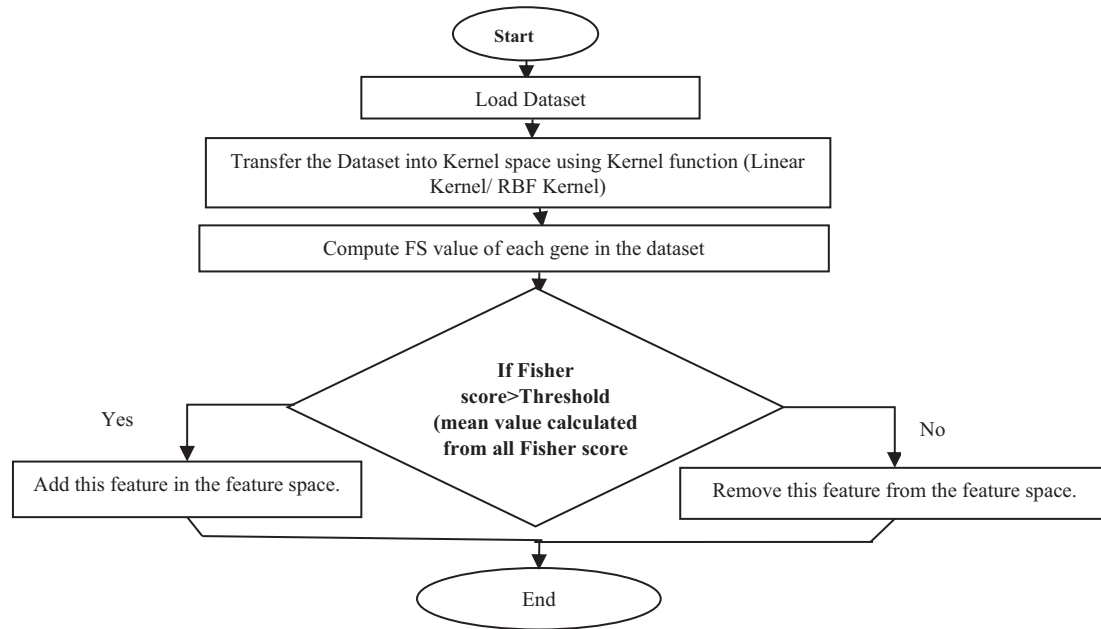 Start
Load Dataset
Transfer the Dataset into Kernel space using Kernel function (Linear
Kernel/ RBF Kernel)
Compute FS value of each gene in the dataset
If Fisher
score>Threshold
(mean value calculated
from all Fisher score
Yes
No
Add this feature in the feature space.
Remove this feature from the feature space.
End